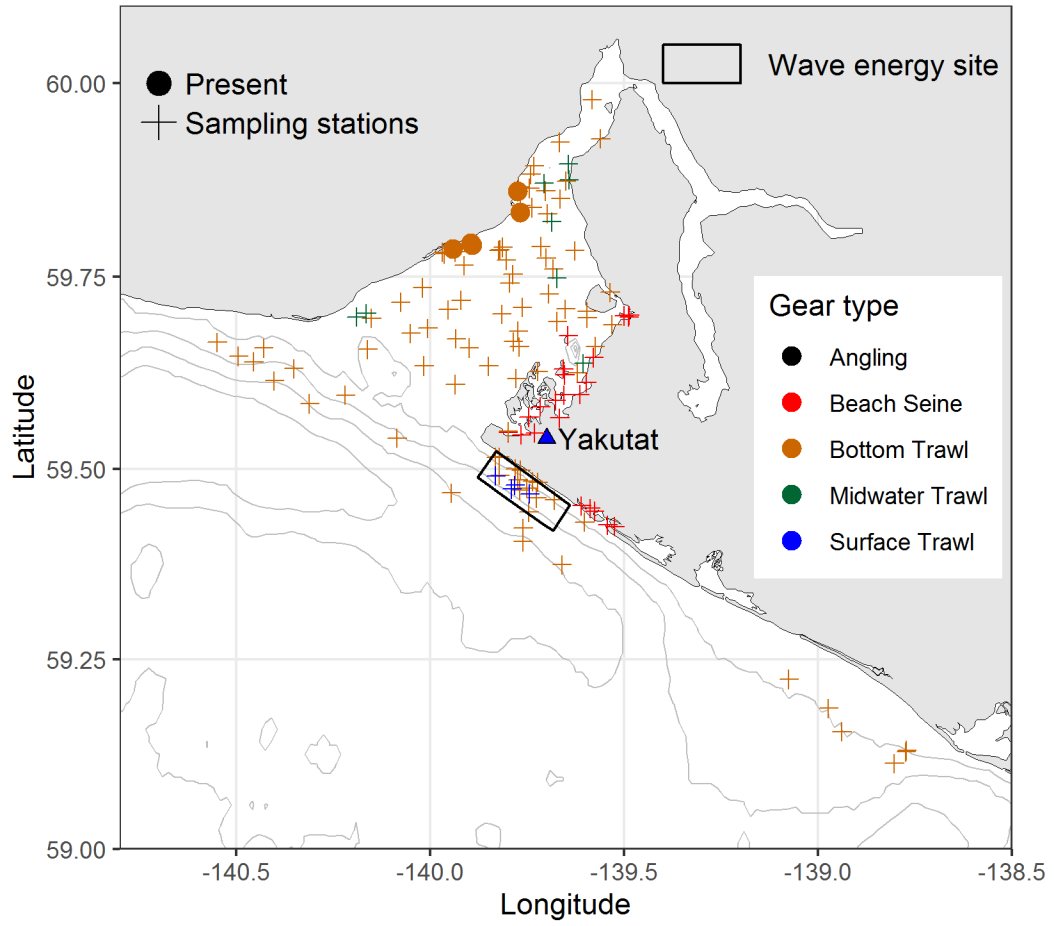 Present
Sampling stations
Wave energy site
Yakutat
Gear type
Angling
Beach Seine
Bottom Trawl
Midwater Trawl
Surface Trawl
Latitude
60.00
59.75
59.50
59.25
59.00
-140.5
-140.0
-139.5
-139.0
-138.5
Longitude